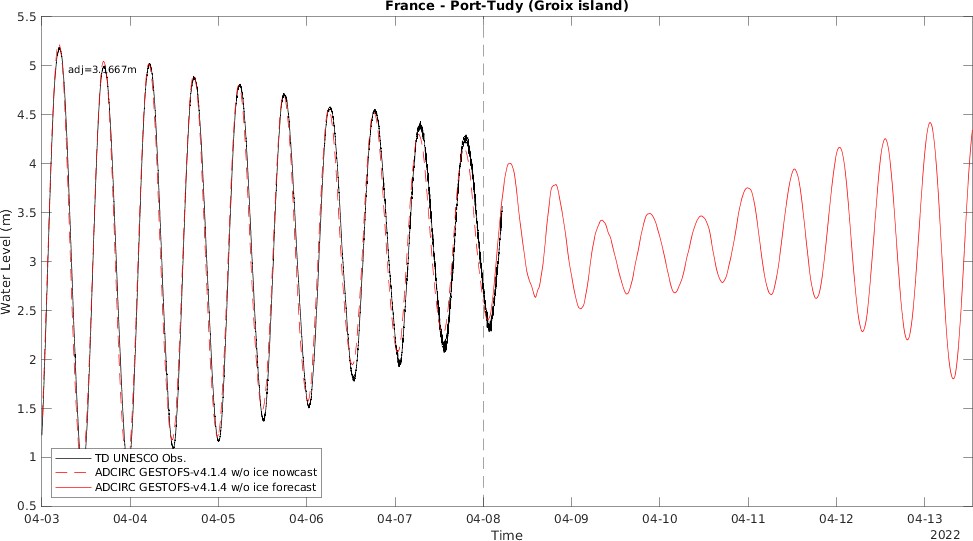 France - Port-Tudy (Groix island)
5.5
5
4.5
4
3.5
3
2.5
2
1.5
1
0.5
Water Level (m)
TD UNESCO Obs.
ADCIRC GESTOFS-v4.1.4 w/o ice nowcast
ADCIRC GESTOFS-v4.1.4 w/o ice forecast
04-03 04-04 04-05 04-06 04-07 04-08 04-09 04-10 04-11 04-12 04-13
Time
2022